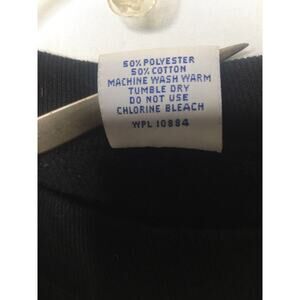 50% POLYESTER
50% COTTON
MACHINE WASH WARM
TUMBLE DRY
DO NOT USE
CHLORINE BLEACH
WPL 10884